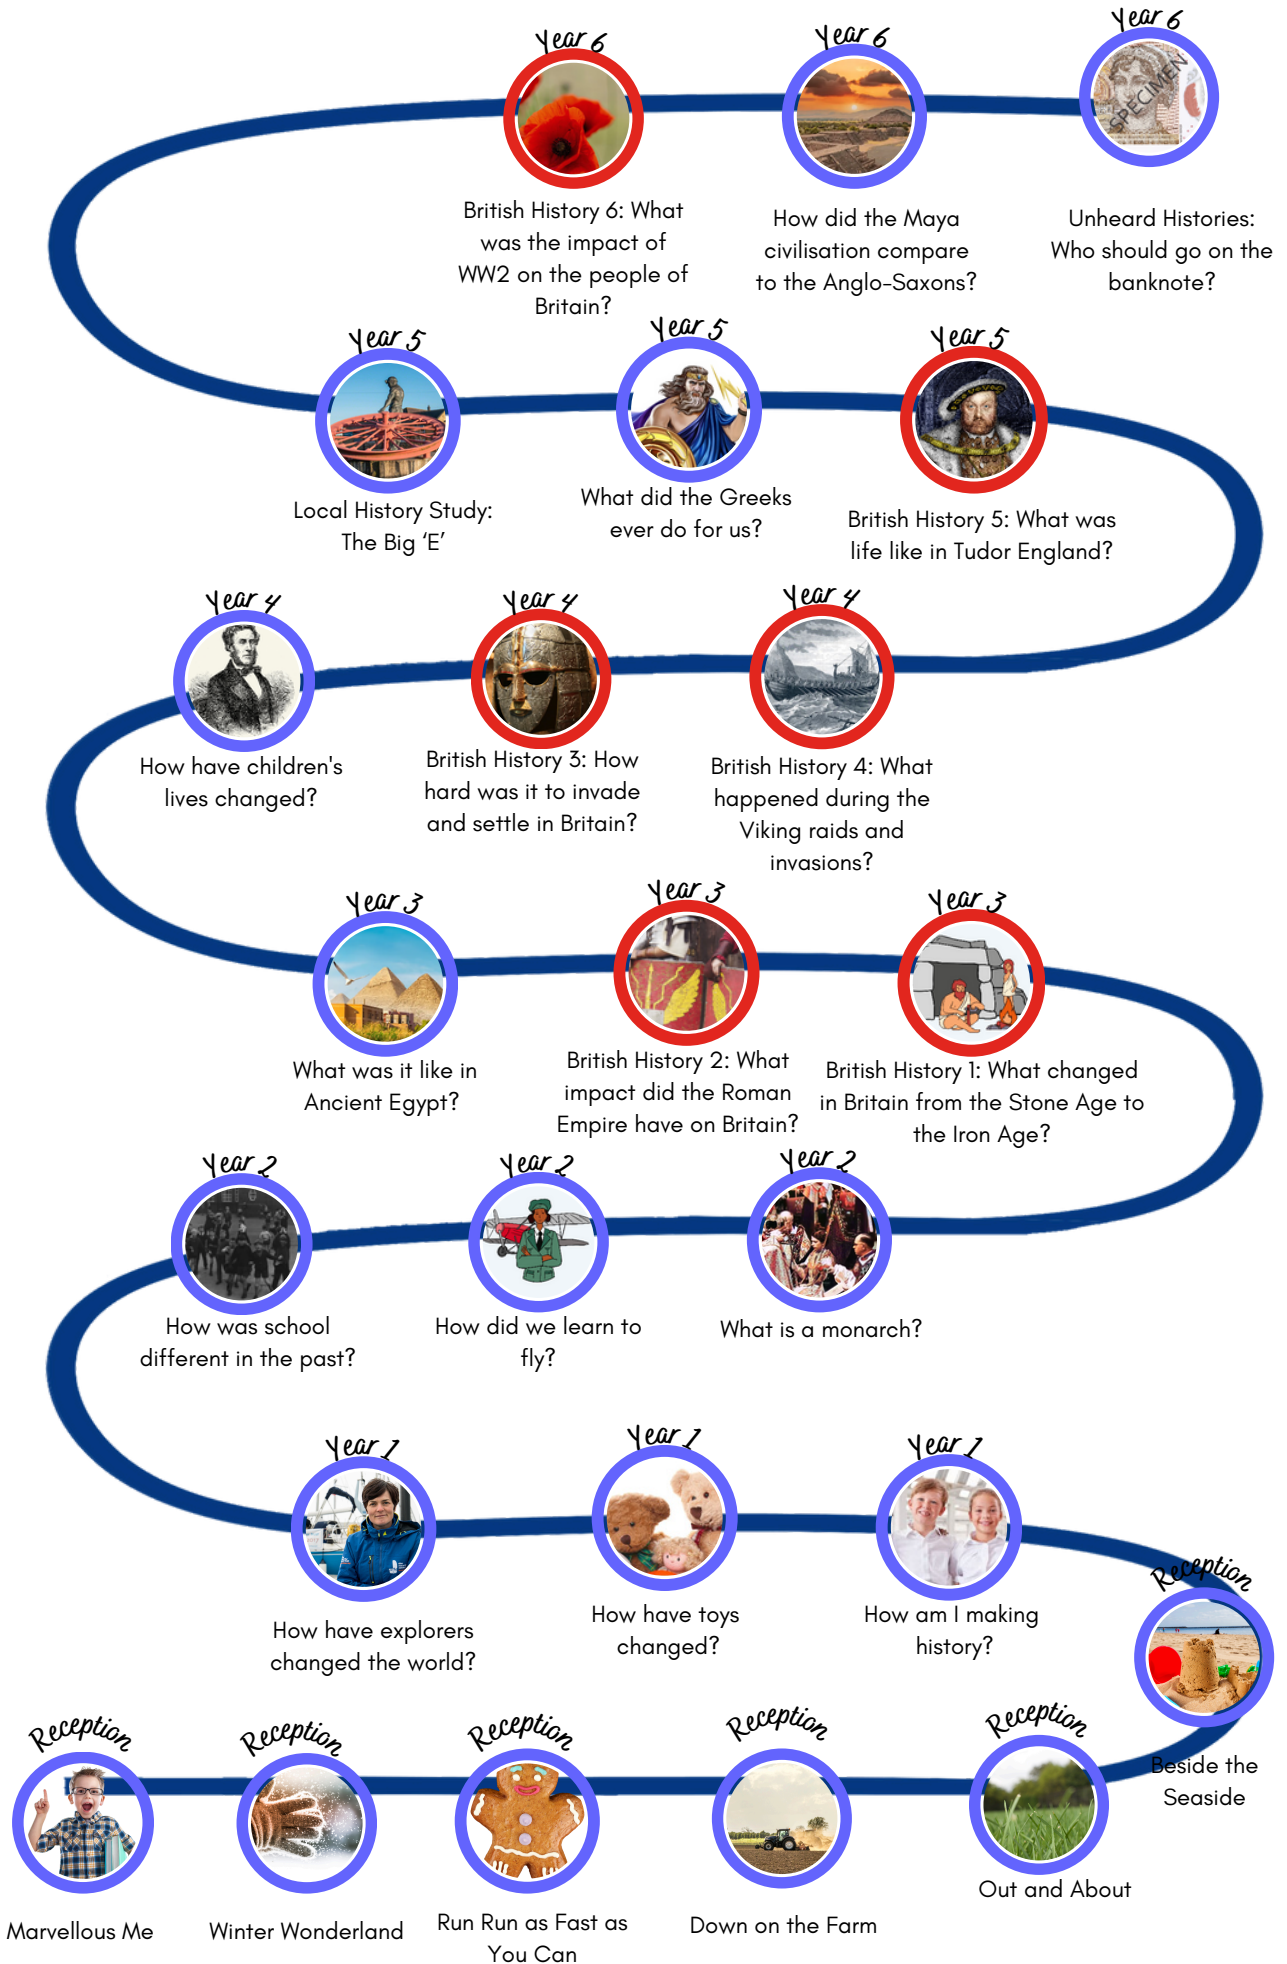 Year 6
Year 6
Year 6
SPECIMEN
British History 6: What
was the impact of
WW2 on the people of
Britain?
How did the Maya
civilisation compare
to the Anglo-Saxons?
Unheard Histories:
Who should go on the
banknote?
Year 5
Year 5
Year 5
Local History Study:
The Big ‘E’
What did the Greeks
ever do for us?
British History 5: What was
life like in Tudor England?
Year 4
Year 4
Year 4
How have children's
lives changed?
British History 3: How
hard was it to invade
and settle in Britain?
British History 4: What
happened during the
Viking raids and
invasions?
Year 3
Year 3
Year 3
What was it like in
Ancient Egypt?
British History 2: What
impact did the Roman
Empire have on Britain?
British History 1: What changed
in Britain from the Stone Age to
the Iron Age?
Year 2
Year 2
Year 2
How was school
different in the past?
How did we learn to
fly?
What is a monarch?
Year 1
Year 1
Year 1
How have explorers
changed the world?
How have toys
changed?
How am I making
history?
Reception
Beside the
Seaside
Reception
Reception
Reception
Reception
Reception
Marvellous Me
Winter Wonderland
Run Run as Fast as
You Can
Down on the Farm
Out and About